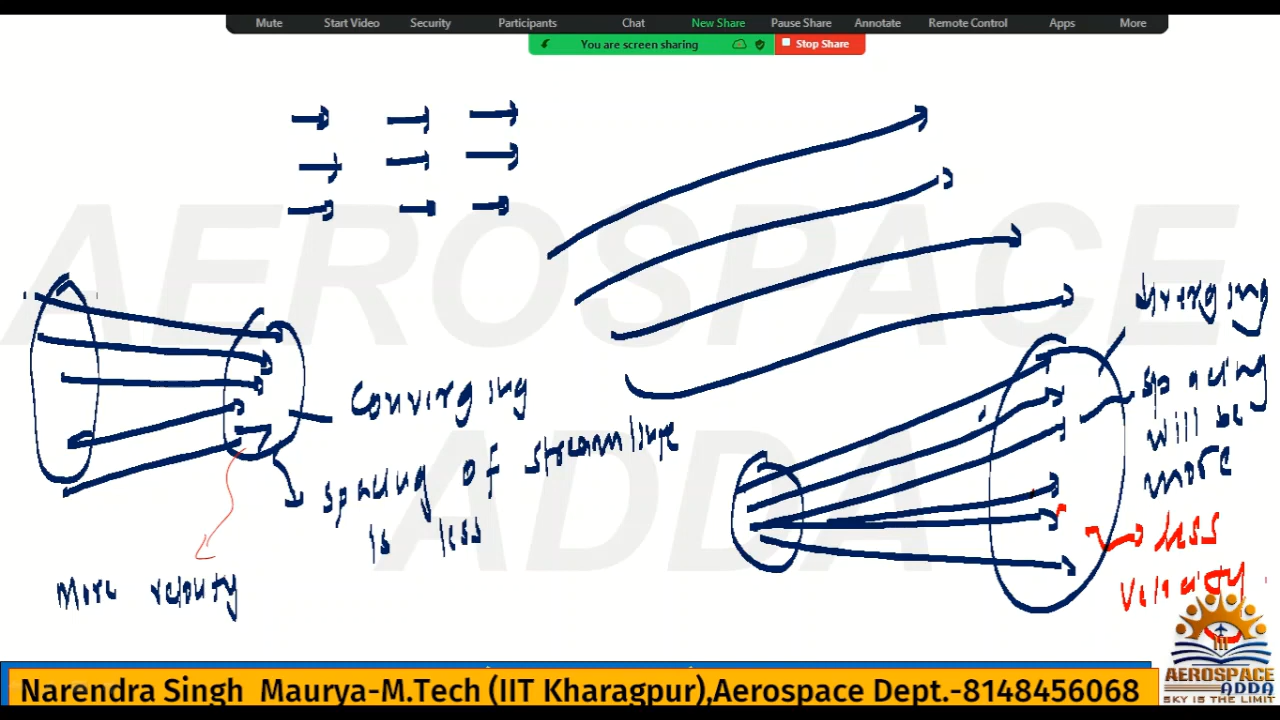 Mute Start Video Security Participants Chat New Share Pause Share Annotate Remote Control Apps More
You are screen sharing Stop Share
AEROSPACE
ADDA
Converging
spacing of streamline
is less
More velocity
diverging
spacing
will be
more
less
velocity
AEROSPACE
ADDA
SKY IS THE LIMIT
Narendra Singh Maurya-M.Tech (IIT Kharagpur),Aerospace Dept.-8148456068